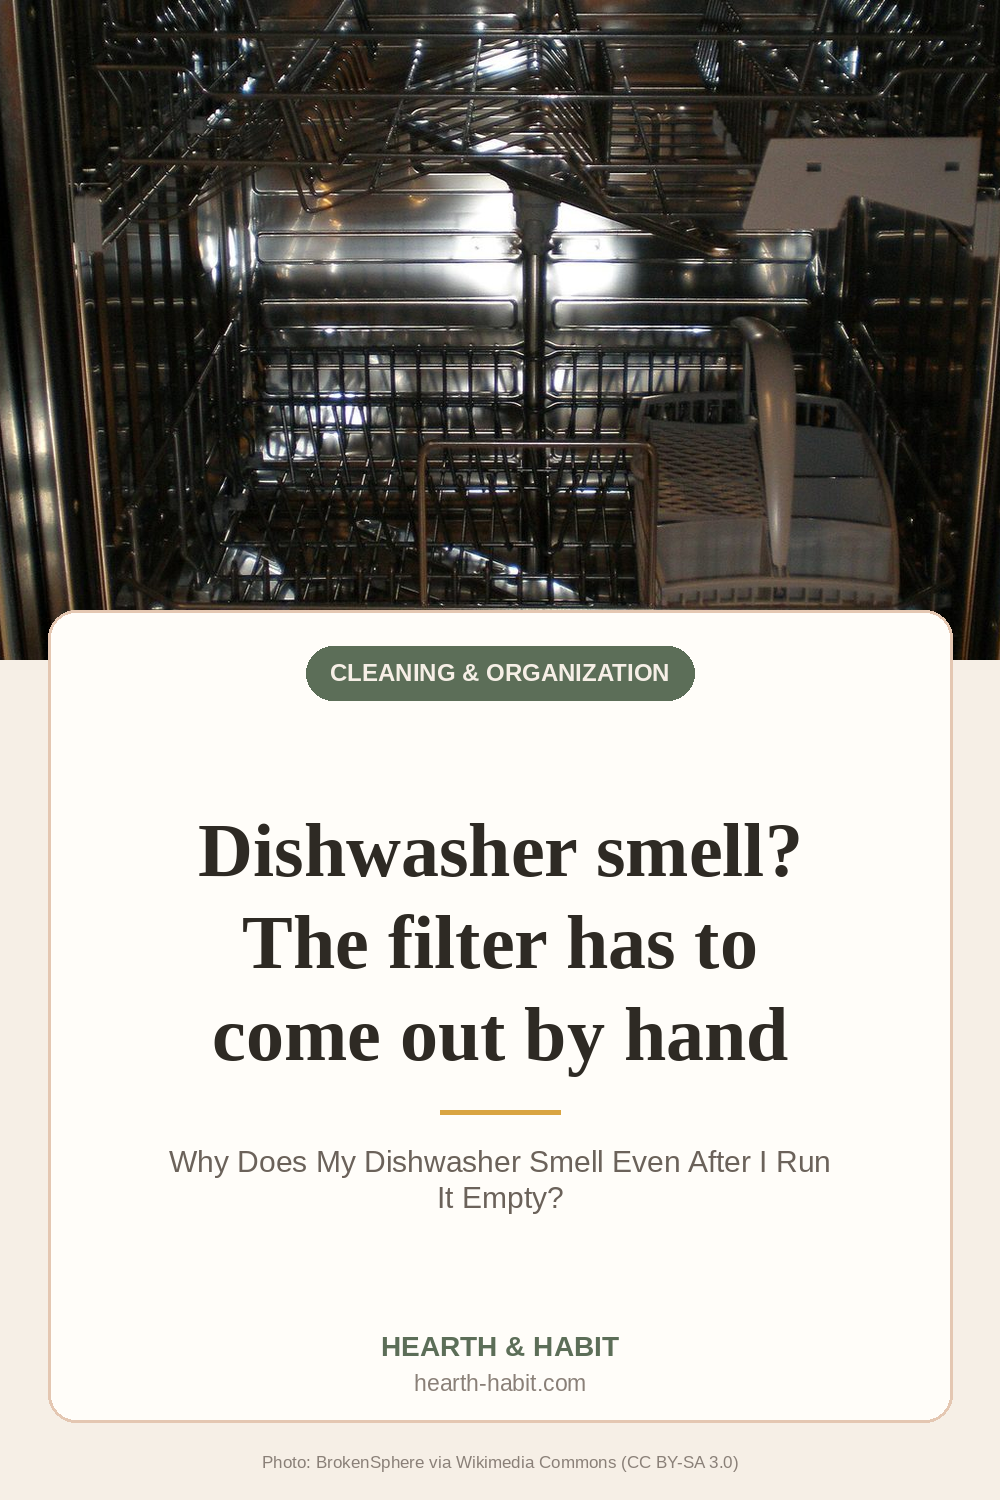 CLEANING & ORGANIZATION
Dishwasher smell?
The filter has to
come out by hand
Why Does My Dishwasher Smell Even After I Run
It Empty?
HEARTH & HABIT
hearth-habit.com
Photo: BrokenSphere via Wikimedia Commons (CC BY-SA 3.0)